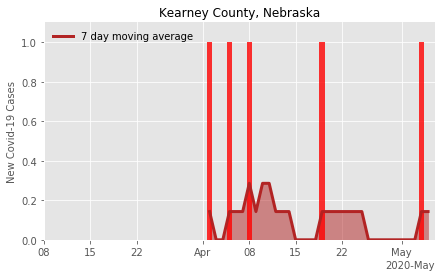 Kearney County, Nebraska
7 day moving average
New Covid-19 Cases
1.0
0.8
0.6
0.4
0.2
0.0
08 15 22 Apr 08 15 22 May
2020-May